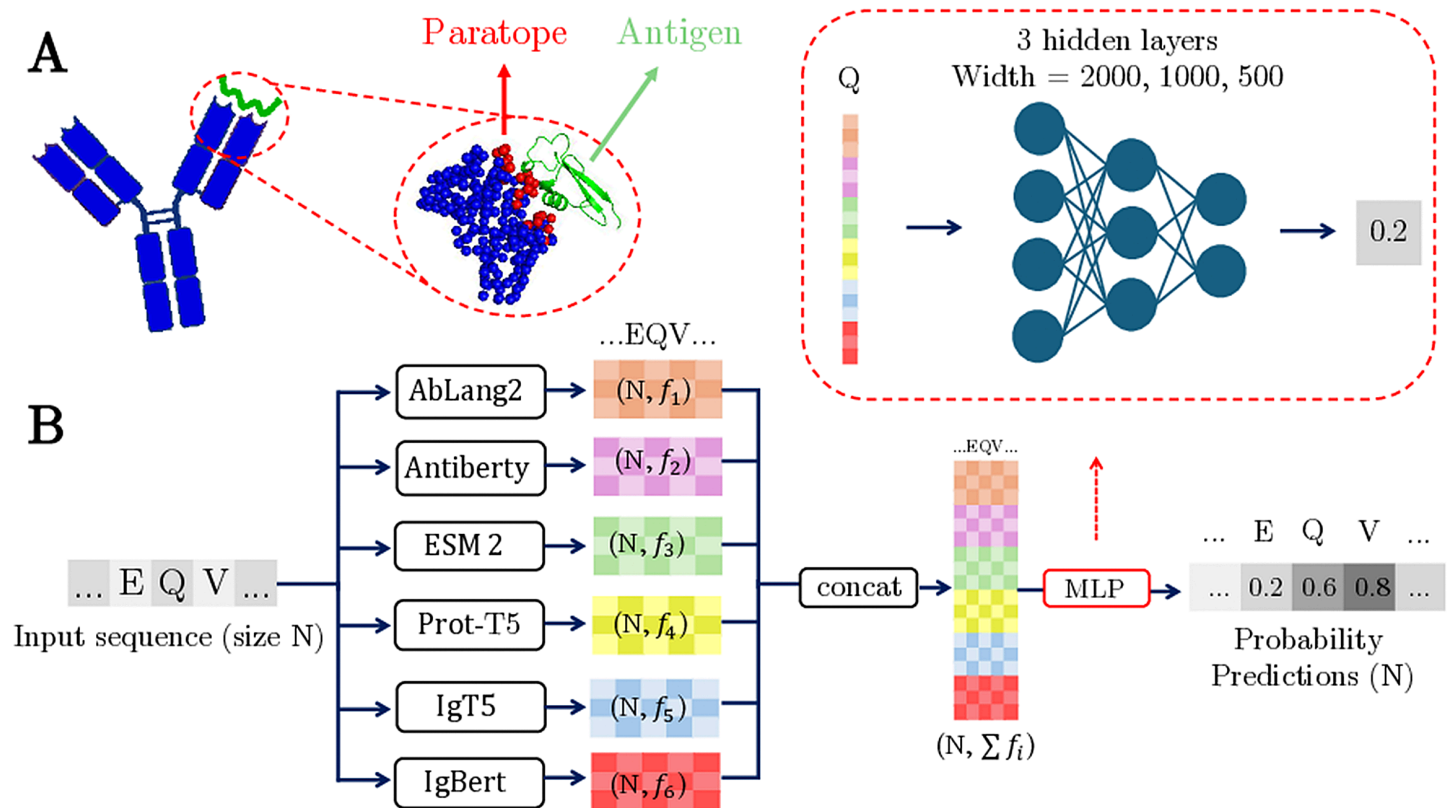 A
Paratope
Antigen
3 hidden layers
Width = 2000, 1000, 500
Q
0.2
B
...EQV...
AbLang2
(N, f₁)
Antiberty
(N, f₂)
ESM 2
(N, f₃)
Prot-T5
(N, f₄)
IgT5
(N, f₅)
IgBert
(N, f₆)
... E Q V ...
Input sequence (size N)
concat
...EQV...
(N, ∑ fᵢ)
MLP
... E Q V ...
... 0.2 0.6 0.8 ...
Probability
Predictions (N)